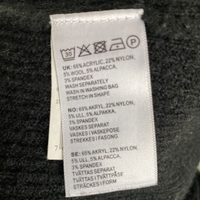 30
UK: 65% ACRYLIC, 22% NYLON,
5% WOOL, 5% ALPACCA,
3% SPANDEX
WASH SEPARATELY
WASH IN WASHING BAG
STRETCH IN SHAPE
NO: 65% AKRYL, 22% NYLON,
5% ULL, 5% ALPAKKA,
3% SPANDEX
VASKES SEPARAT
VASKES I VASKEPOSE
STREKKES I FASONG
SE: 65% AKRYL, 22% NYLON,
5% ULL, 5% ALPACKA,
3% SPANDEX
TVÄTTAS SEPARAT
TVÄTTAS I TVÄTTPÅSE
STRÄCKES I FORM